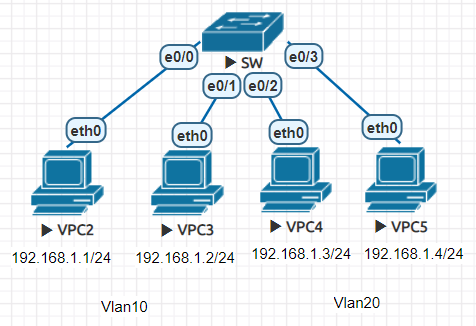 SW
e0/0
e0/1
e0/2
e0/3
eth0
eth0
eth0
eth0
VPC2
VPC3
VPC4
VPC5
192.168.1.1/24
192.168.1.2/24
192.168.1.3/24
192.168.1.4/24
Vlan10
Vlan20